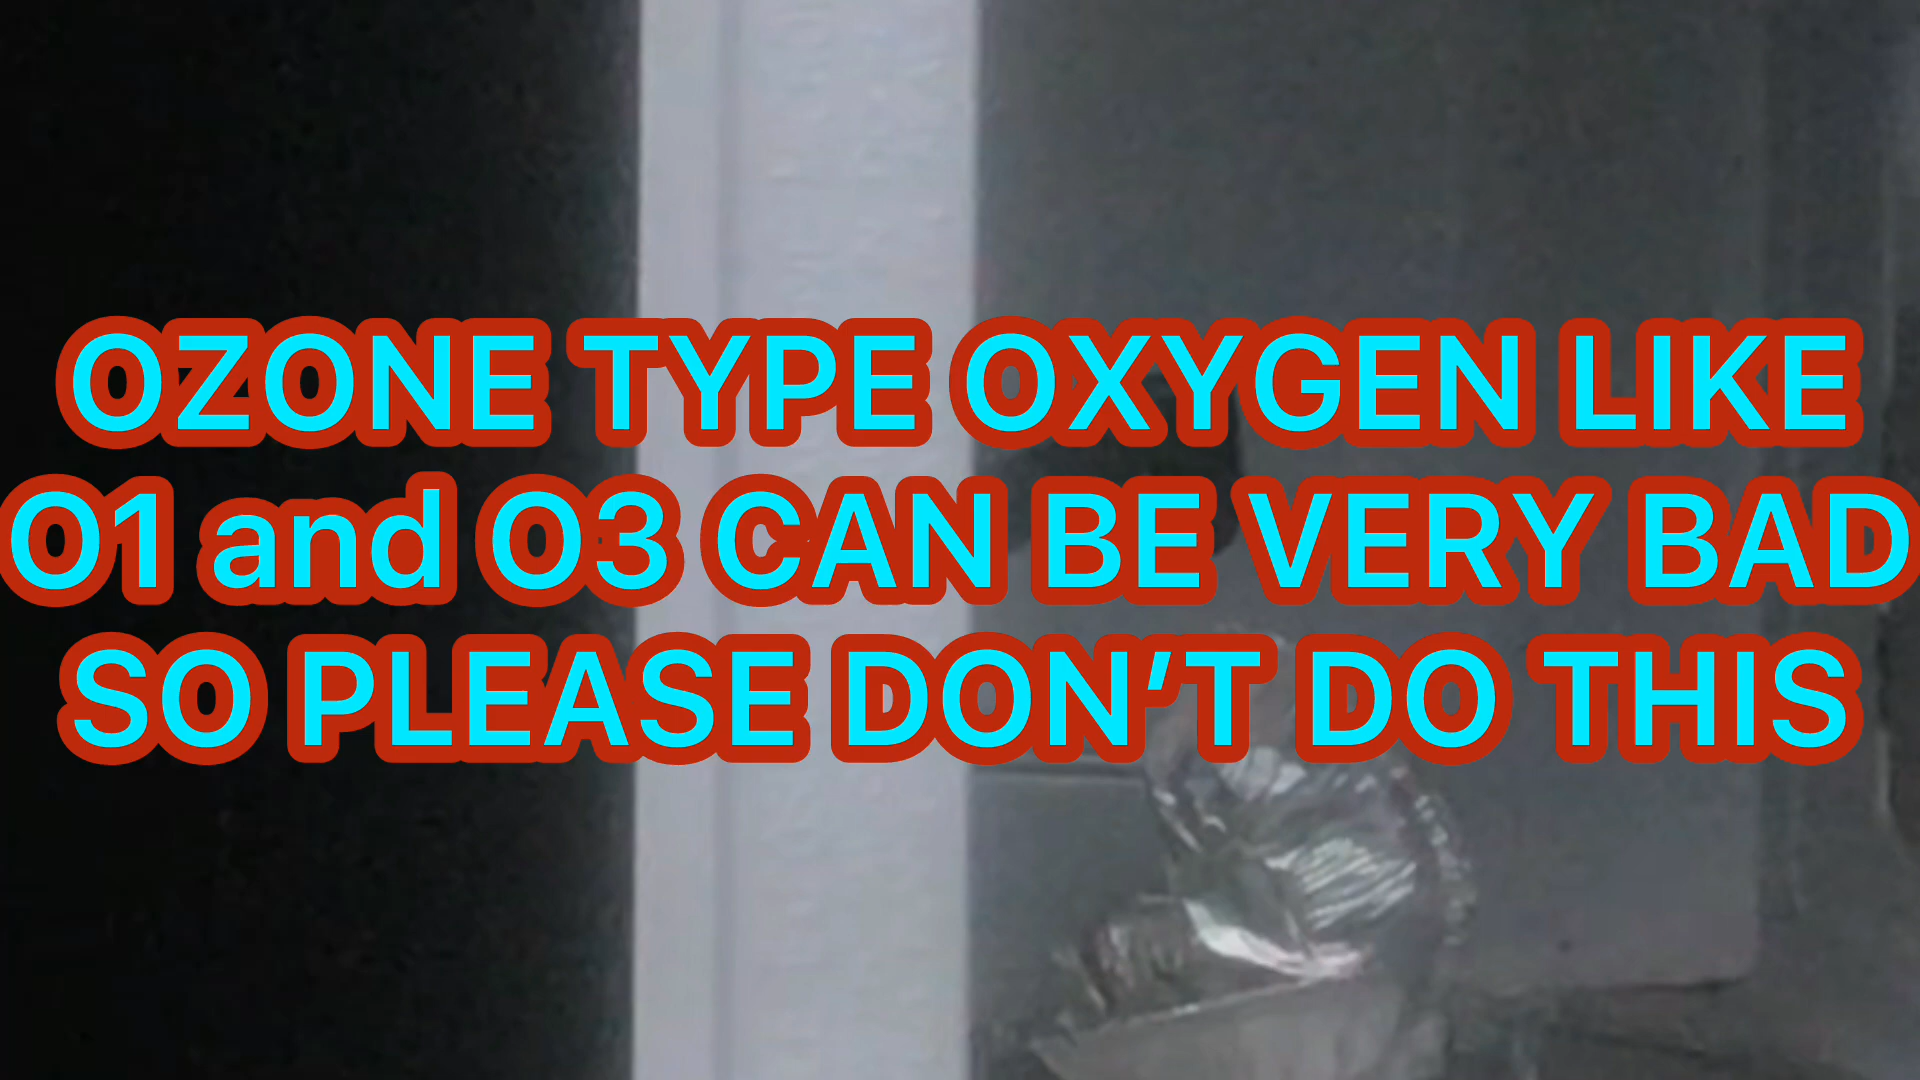 OZONE TYPE OXYGEN LIKE
O1 and O3 CAN BE VERY BAD
SO PLEASE DON’T DO THIS